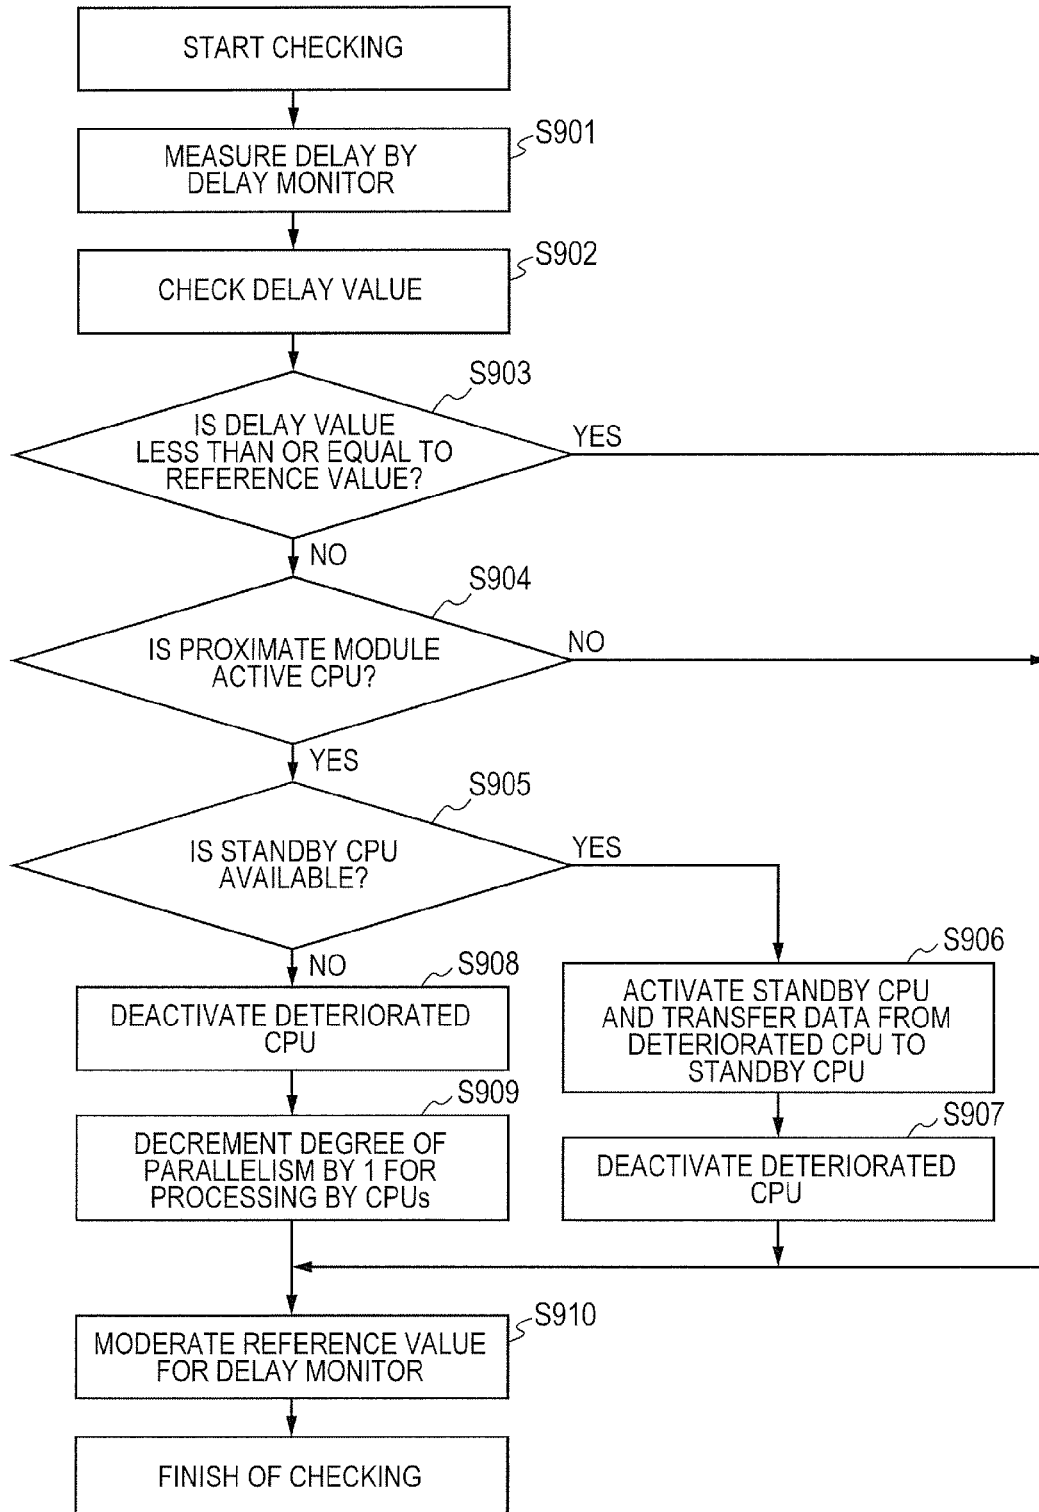 START CHECKING
S901
MEASURE DELAY BY
DELAY MONITOR
S902
CHECK DELAY VALUE
S903
IS DELAY VALUE
LESS THAN OR EQUAL TO
REFERENCE VALUE?
YES
NO
S904
IS PROXIMATE MODULE
ACTIVE CPU?
NO
YES
S905
IS STANDBY CPU
AVAILABLE?
YES
NO
S908
DEACTIVATE DETERIORATED
CPU
S906
ACTIVATE STANDBY CPU
AND TRANSFER DATA FROM
DETERIORATED CPU TO
STANDBY CPU
S909
DECREMENT DEGREE OF
PARALLELISM BY 1 FOR
PROCESSING BY CPUs
S907
DEACTIVATE DETERIORATED
CPU
S910
MODERATE REFERENCE VALUE
FOR DELAY MONITOR
FINISH OF CHECKING